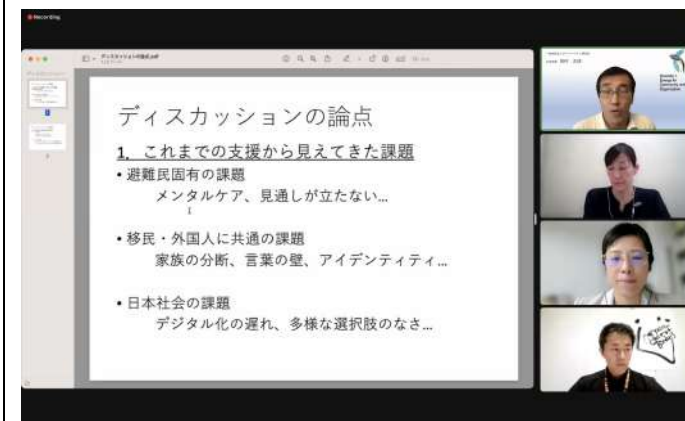 Recording
ディスカッションの論点
1. これまでの支援から見えてきた課題
• 避難民固有の課題
メンタルケア、見通しが立たない...
• 移民・外国人に共通の課題
家族の分断、言葉の壁、アイデンティティ...
• 日本社会の課題
デジタル化の遅れ、多様な選択肢のなさ...